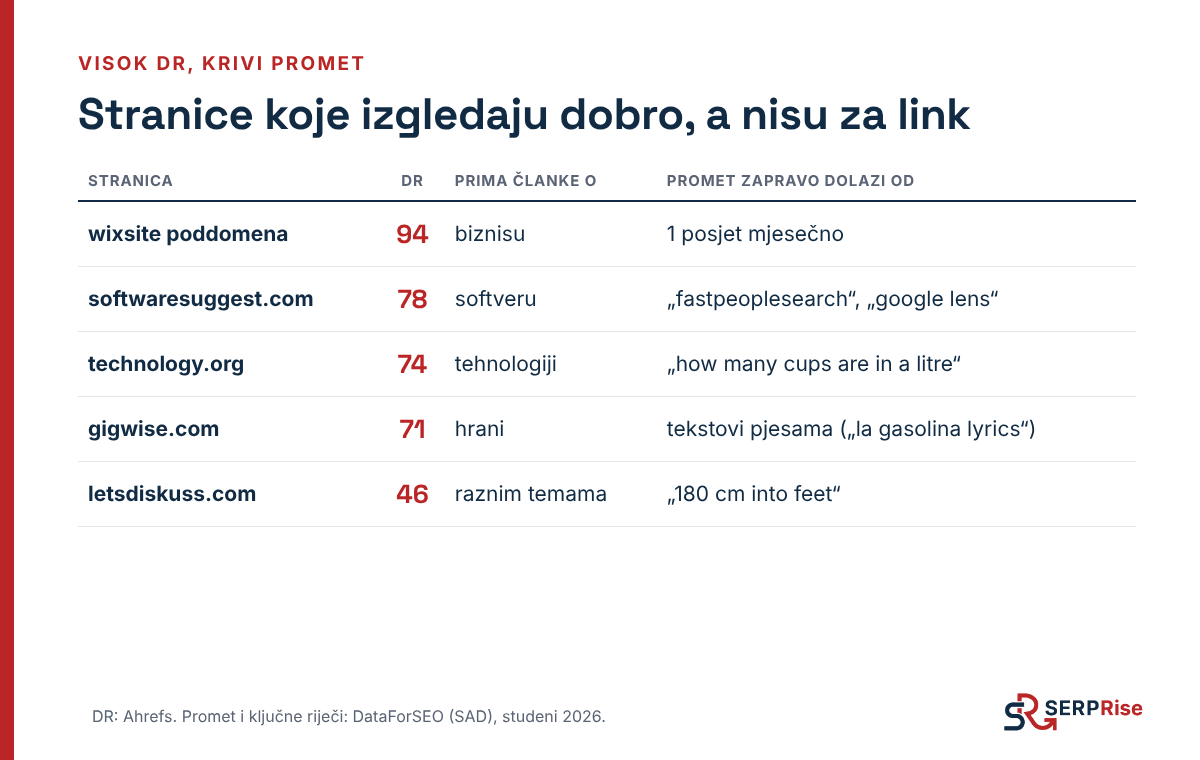 VISOK DR, KRIVI PROMET
Stranice koje izgledaju dobro, a nisu za link
STRANICA DR PRIMA ČLANKE O PROMET ZAPRAVO DOLAZI OD
wixsite poddomena 94 biznisu 1 posjet mjesečno
softwaresuggest.com 78 softveru „fastpeoplesearch“, „google lens“
technology.org 74 tehnologiji „how many cups are in a litre“
gigwise.com 71 hrani tekstovi pjesama („la gasolina lyrics“)
letsdiskuss.com 46 raznim temama „180 cm into feet“
DR: Ahrefs. Promet i ključne riječi: DataForSEO (SAD), studeni 2026.
SERPRise